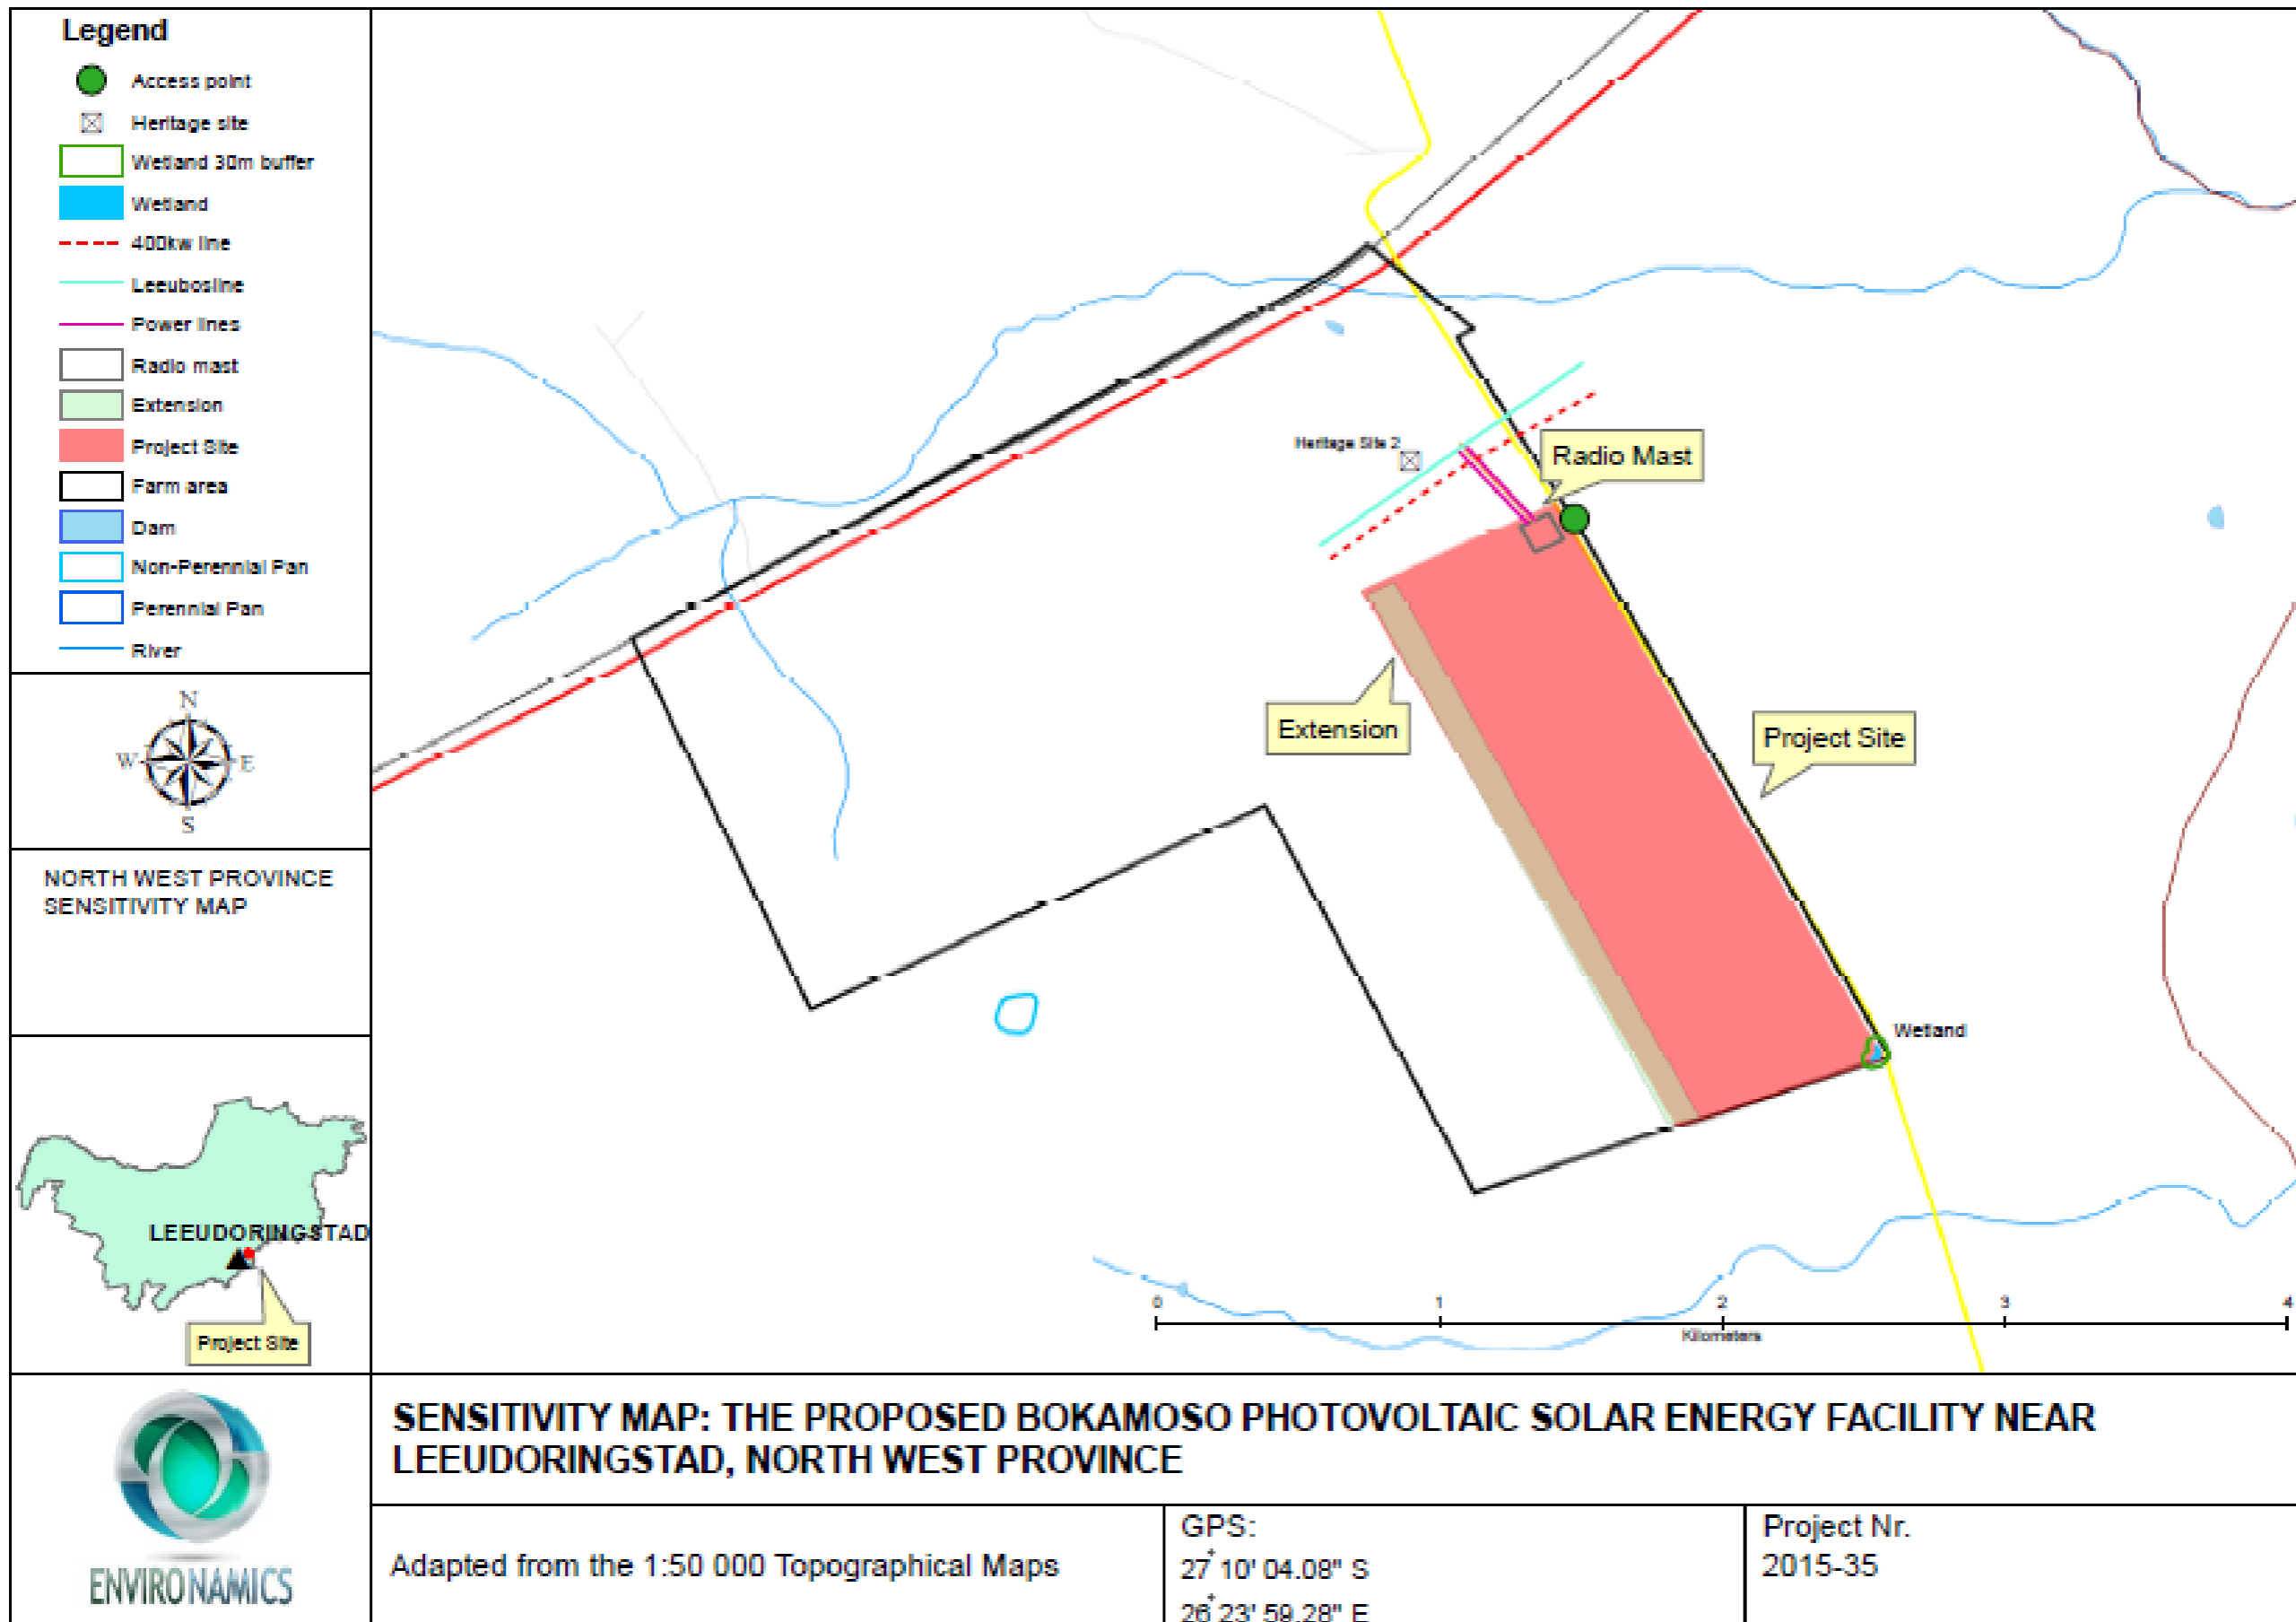 Legend
Access point
Heritage site
Wetland 30m buffer
Wetland
400kw line
Leeubosline
Power lines
Radio mast
Extension
Project Site
Farm area
Dam
Non-Perennial Pan
Perennial Pan
River
N
W
E
S
NORTH WEST PROVINCE
SENSITIVITY MAP
LEEUDORINGSTAD
Project Site
Heritage Site 2
Radio Mast
Extension
Project Site
Wetland
0 1 2 3 4
Kilometers
ENVIRONAMICS
SENSITIVITY MAP: THE PROPOSED BOKAMOSO PHOTOVOLTAIC SOLAR ENERGY FACILITY NEAR
LEEUDORINGSTAD, NORTH WEST PROVINCE
Adapted from the 1:50 000 Topographical Maps
GPS:
27° 10' 04.08" S
26° 23' 59.28" E
Project Nr.
2015-35